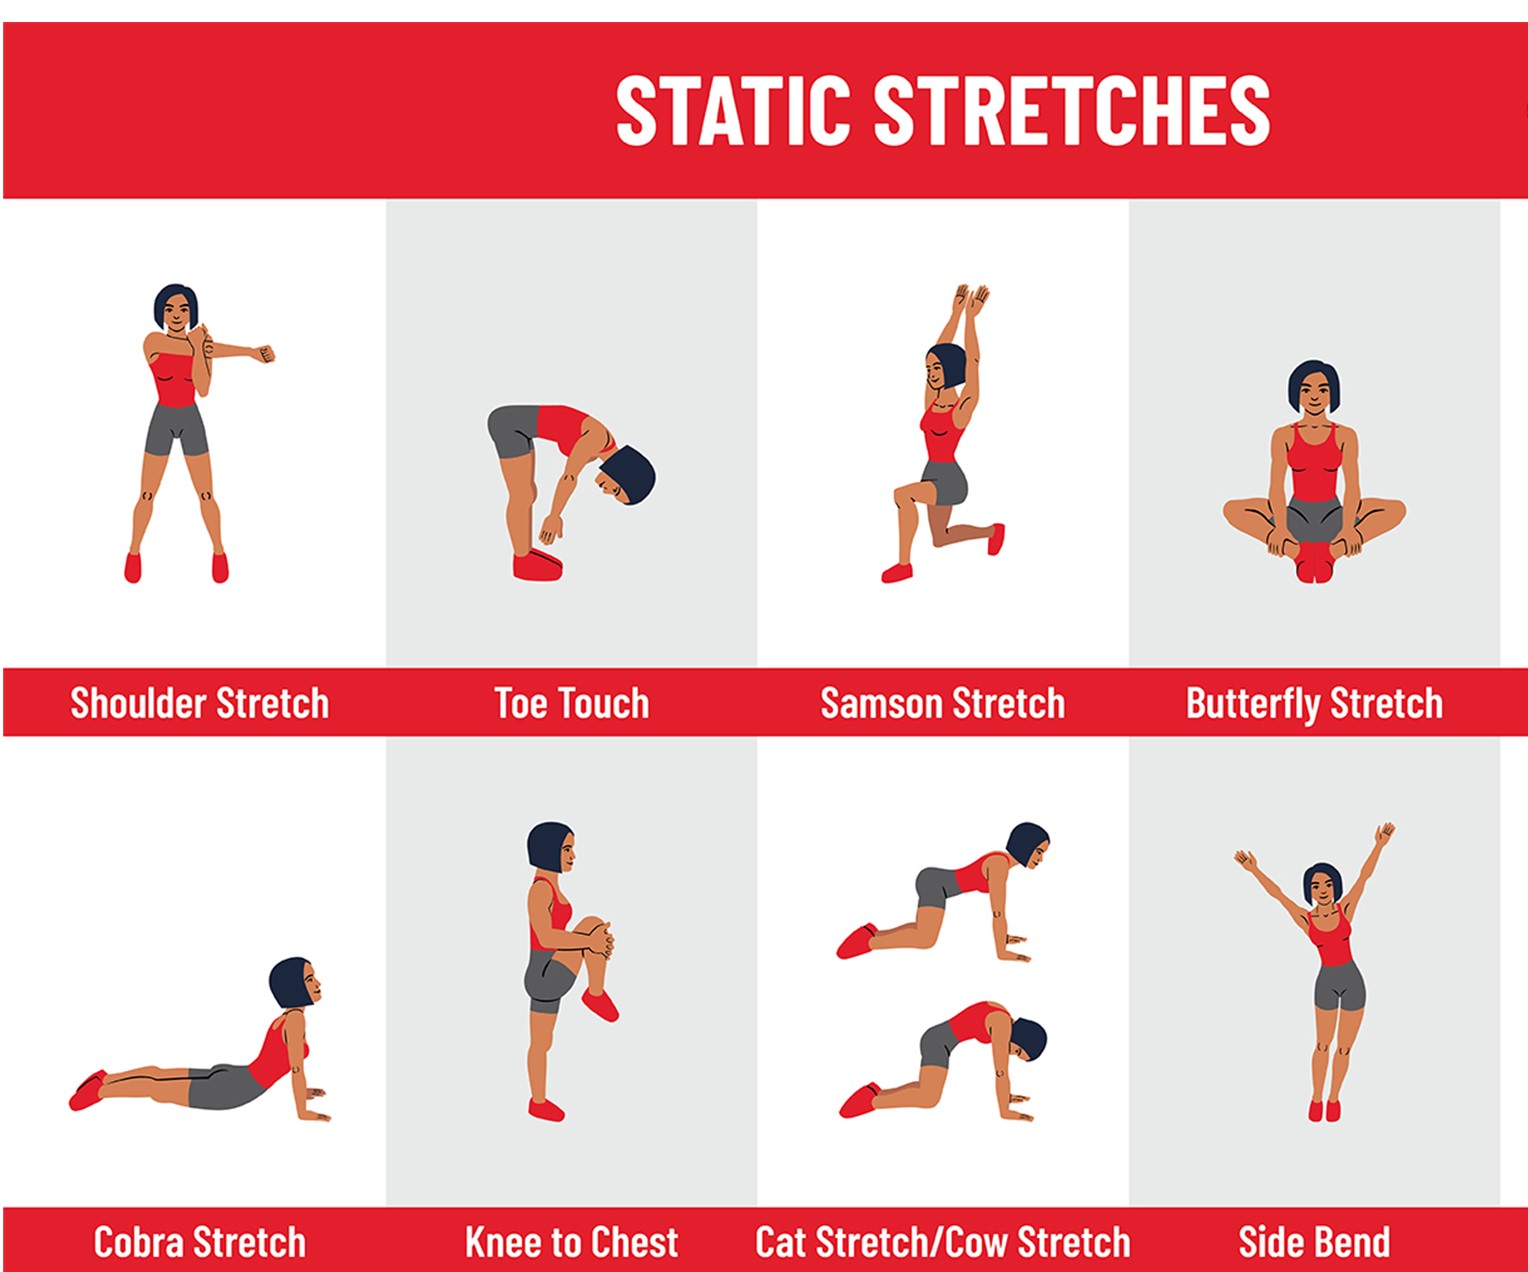 STATIC STRETCHES
Shoulder Stretch
Toe Touch
Samson Stretch
Butterfly Stretch
Cobra Stretch
Knee to Chest
Cat Stretch/Cow Stretch
Side Bend